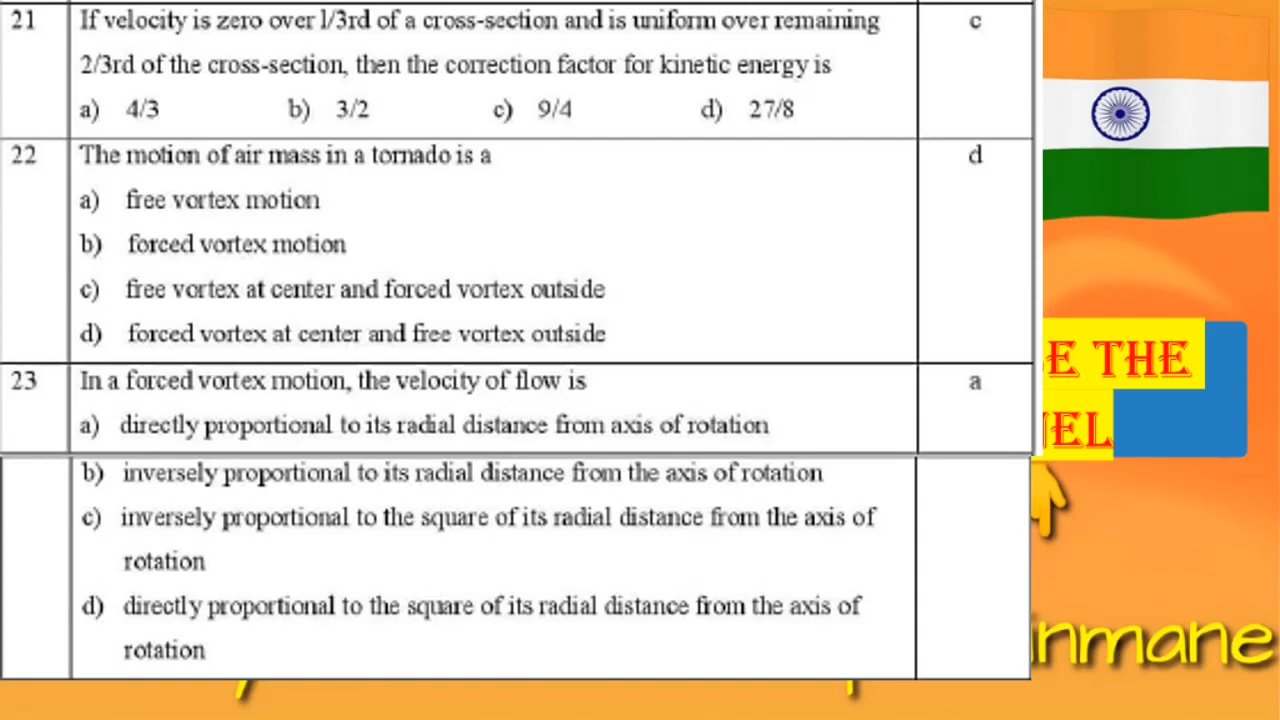 21 If velocity is zero over 1/3rd of a cross-section and is uniform over remaining c
2/3rd of the cross-section, then the correction factor for kinetic energy is
a) 4/3 b) 3/2 c) 9/4 d) 27/8
22 The motion of air mass in a tornado is a d
a) free vortex motion
b) forced vortex motion
c) free vortex at center and forced vortex outside
d) forced vortex at center and free vortex outside
23 In a forced vortex motion, the velocity of flow is a
a) directly proportional to its radial distance from axis of rotation
b) inversely proportional to its radial distance from the axis of rotation
c) inversely proportional to the square of its radial distance from the axis of
rotation
d) directly proportional to the square of its radial distance from the axis of
rotation
THE